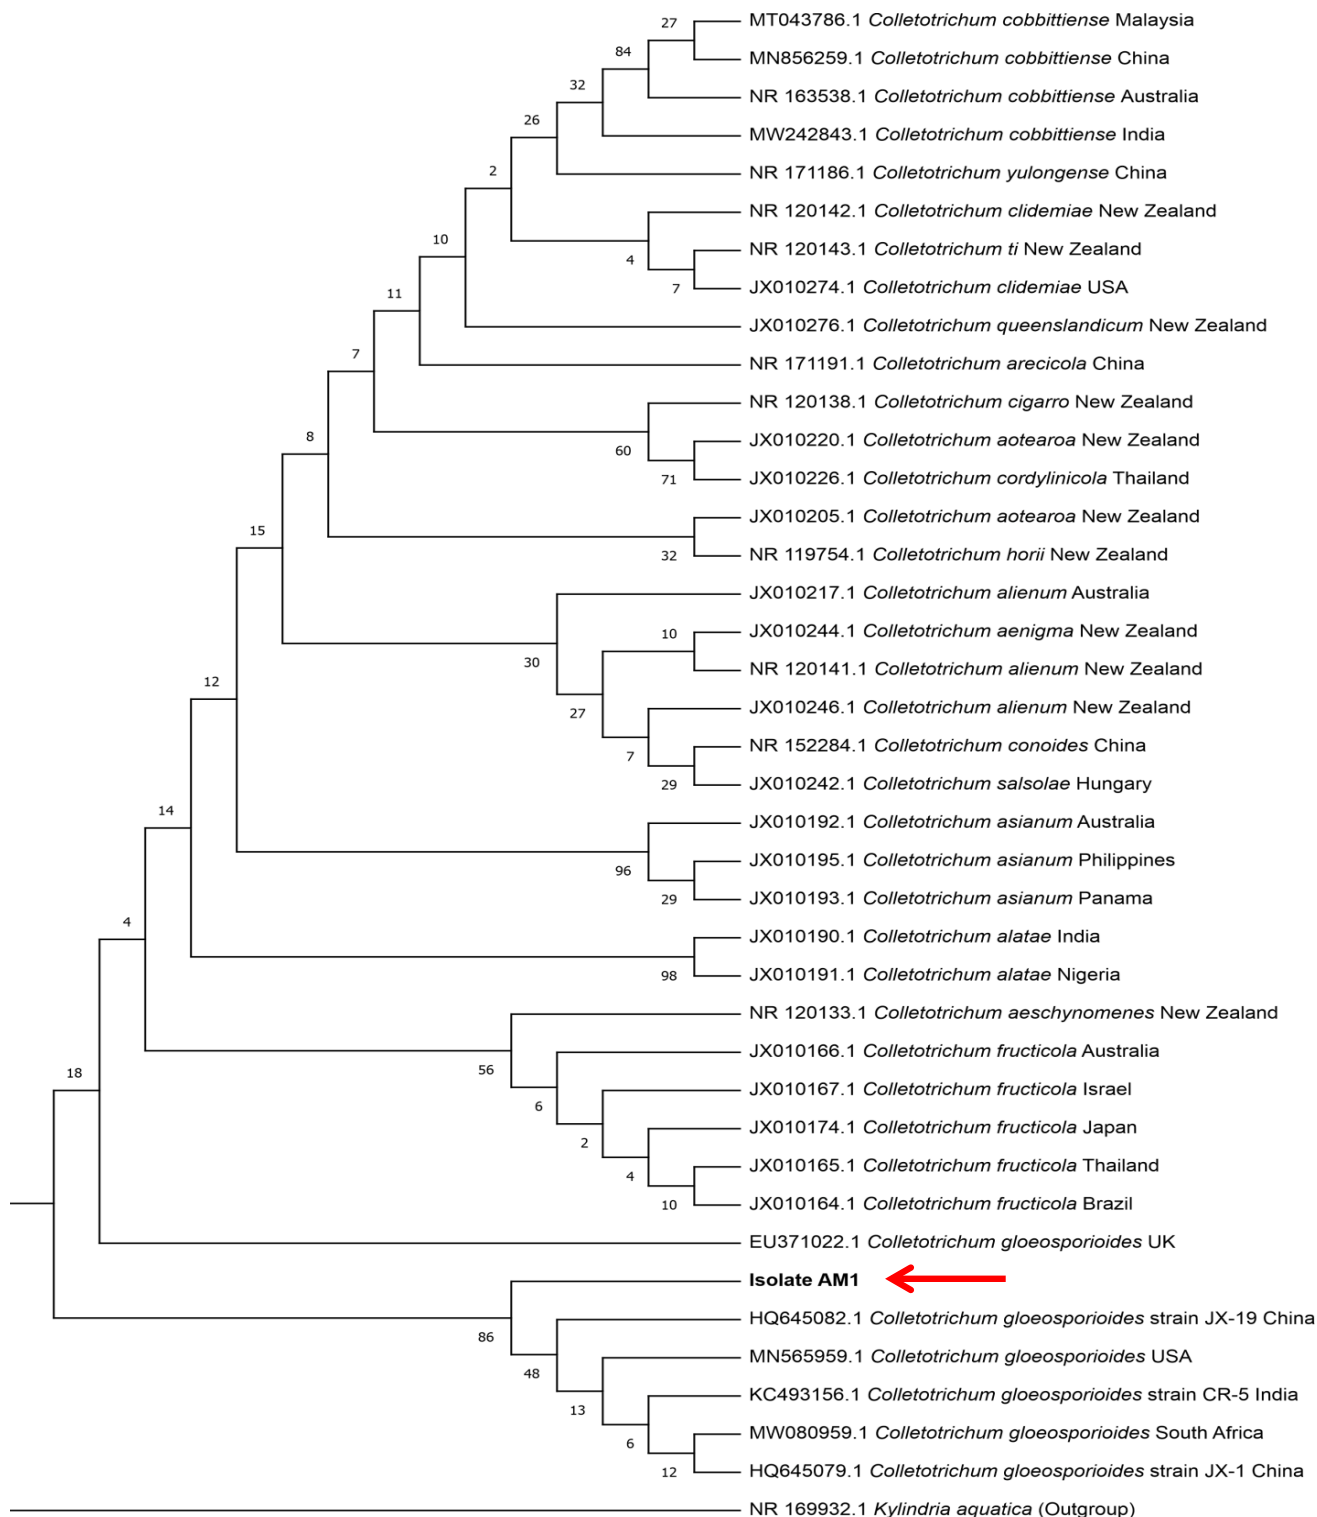 MT043786.1 Colletotrichum cobbittiense Malaysia
27
MN856259.1 Colletotrichum cobbittiense China
84
NR 163538.1 Colletotrichum cobbittiense Australia
32
MW242843.1 Colletotrichum cobbittiense India
26
NR 171186.1 Colletotrichum yulongense China
2
NR 120142.1 Colletotrichum clidemiae New Zealand
10
NR 120143.1 Colletotrichum ti New Zealand
4
JX010274.1 Colletotrichum clidemiae USA
7
11
JX010276.1 Colletotrichum queenslandicum New Zealand
7
NR 171191.1 Colletotrichum arecicola China
NR 120138.1 Colletotrichum cigarro New Zealand
8
JX010220.1 Colletotrichum aotearoa New Zealand
60
JX010226.1 Colletotrichum cordylinicola Thailand
71
JX010205.1 Colletotrichum aotearoa New Zealand
15
NR 119754.1 Colletotrichum horii New Zealand
32
JX010217.1 Colletotrichum alienum Australia
JX010244.1 Colletotrichum aenigma New Zealand
10
30
NR 120141.1 Colletotrichum alienum New Zealand
12
JX010246.1 Colletotrichum alienum New Zealand
27
NR 152284.1 Colletotrichum conoides China
7
JX010242.1 Colletotrichum salsolae Hungary
29
14
JX010192.1 Colletotrichum asianum Australia
JX010195.1 Colletotrichum asianum Philippines
96
JX010193.1 Colletotrichum asianum Panama
29
4
JX010190.1 Colletotrichum alatae India
JX010191.1 Colletotrichum alatae Nigeria
98
NR 120133.1 Colletotrichum aeschynomenes New Zealand
JX010166.1 Colletotrichum fructicola Australia
18
56
JX010167.1 Colletotrichum fructicola Israel
6
JX010174.1 Colletotrichum fructicola Japan
2
JX010165.1 Colletotrichum fructicola Thailand
4
JX010164.1 Colletotrichum fructicola Brazil
10
EU371022.1 Colletotrichum gloeosporioides UK
Isolate AM1
HQ645082.1 Colletotrichum gloeosporioides strain JX-19 China
86
MN565959.1 Colletotrichum gloeosporioides USA
48
KC493156.1 Colletotrichum gloeosporioides strain CR-5 India
13
MW080959.1 Colletotrichum gloeosporioides South Africa
6
HQ645079.1 Colletotrichum gloeosporioides strain JX-1 China
12
NR 169932.1 Kylindria aquatica (Outgroup)